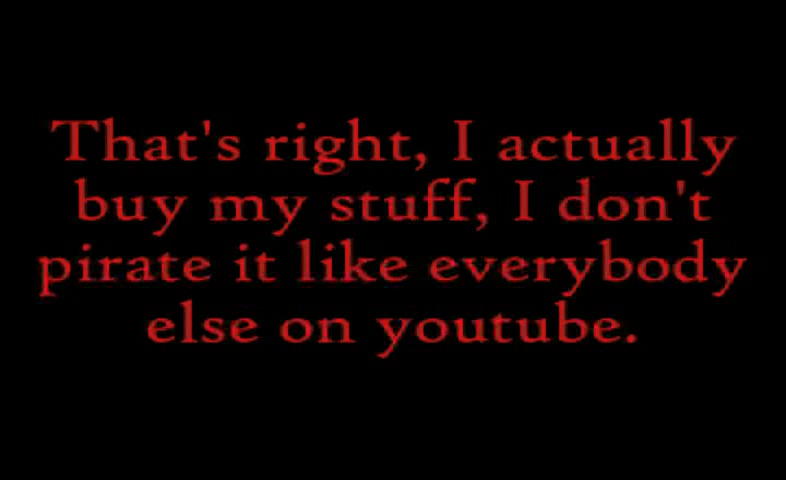 That's right, I actually
buy my stuff, I don't
pirate it like everybody
else on youtube.